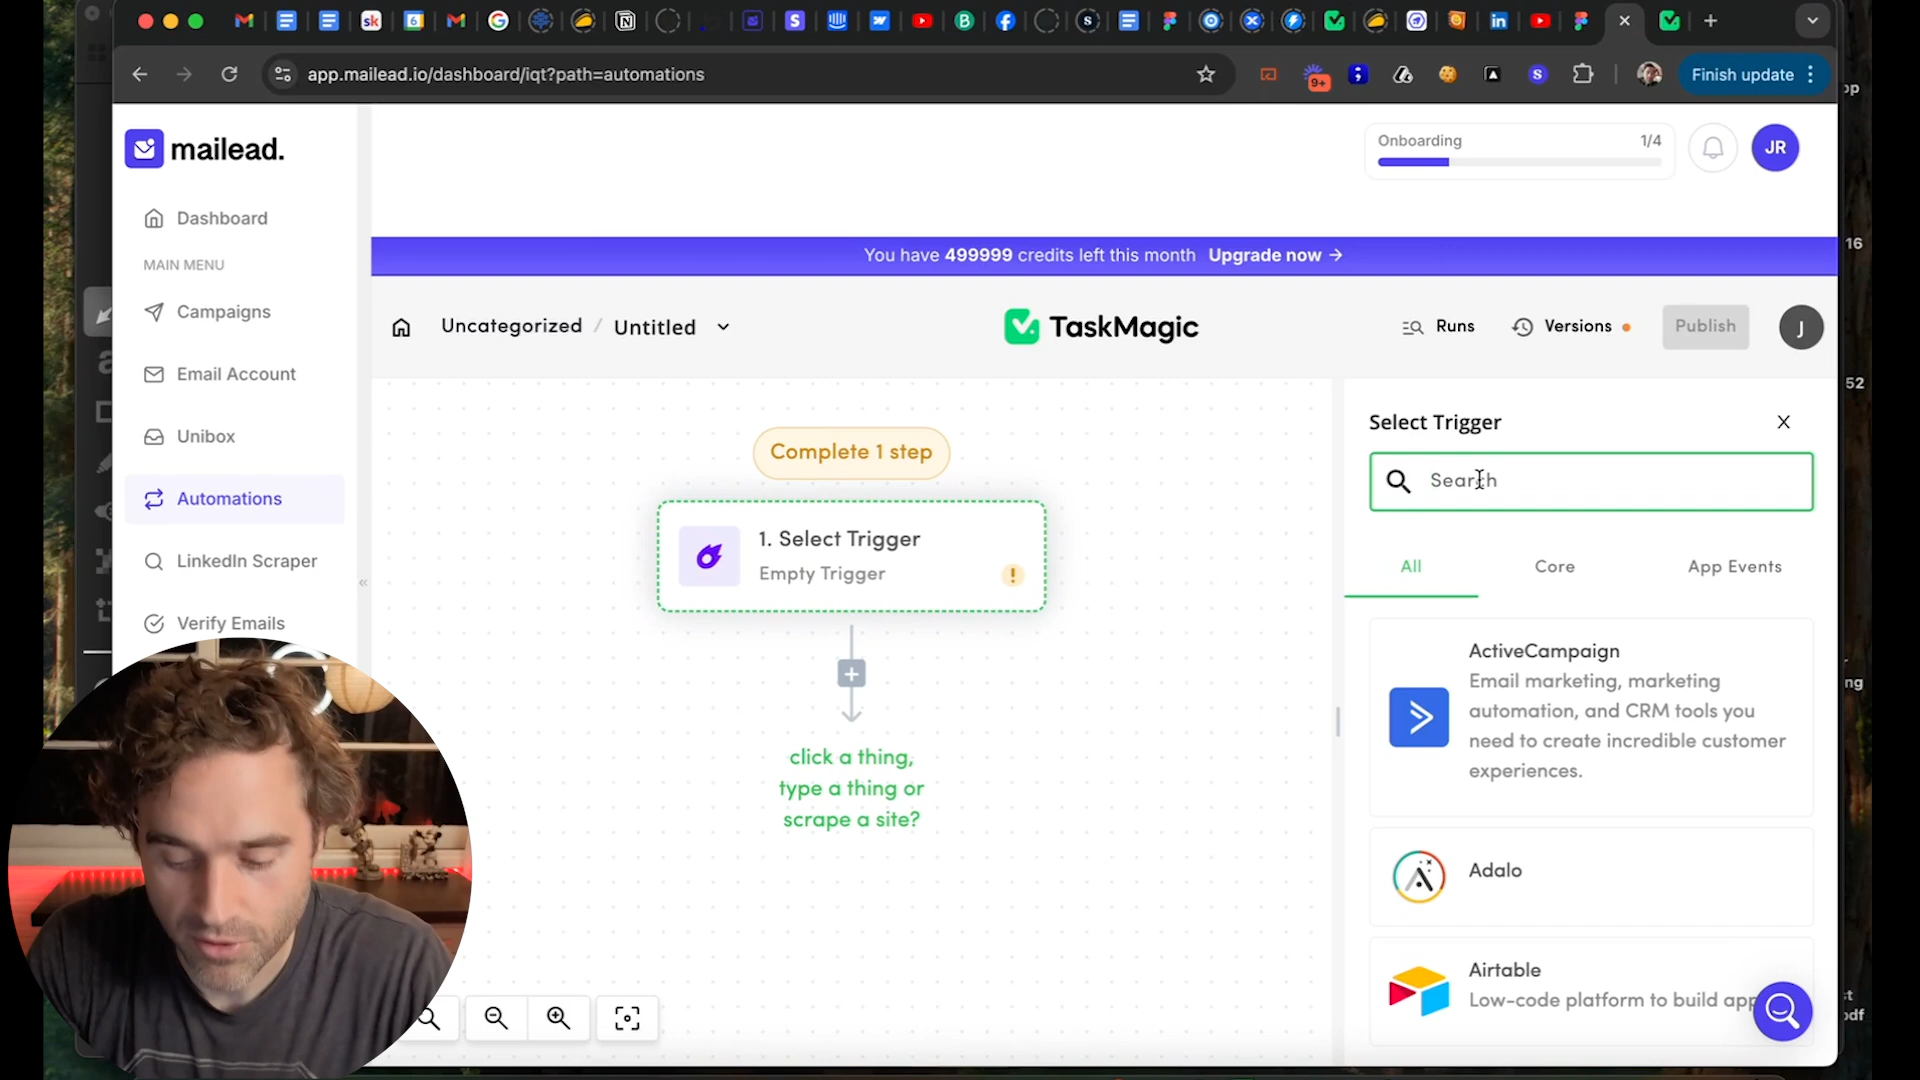 app.mailead.io/dashboard/iqt?path=automations
9+
Finish update
mailead.
Onboarding
1/4
JR
Dashboard
MAIN MENU
Campaigns
Email Account
Unibox
Automations
LinkedIn Scraper
Verify Emails
You have 499999 credits left this month Upgrade now →
Uncategorized / Untitled
TaskMagic
Runs
Versions
Publish
J
Complete 1 step
1. Select Trigger
Empty Trigger
click a thing,
type a thing or
scrape a site?
Select Trigger
X
Search
All
Core
App Events
ActiveCampaign
Email marketing, marketing
automation, and CRM tools you
need to create incredible customer
experiences.
Adalo
Airtable
Low-code platform to build app
16
52